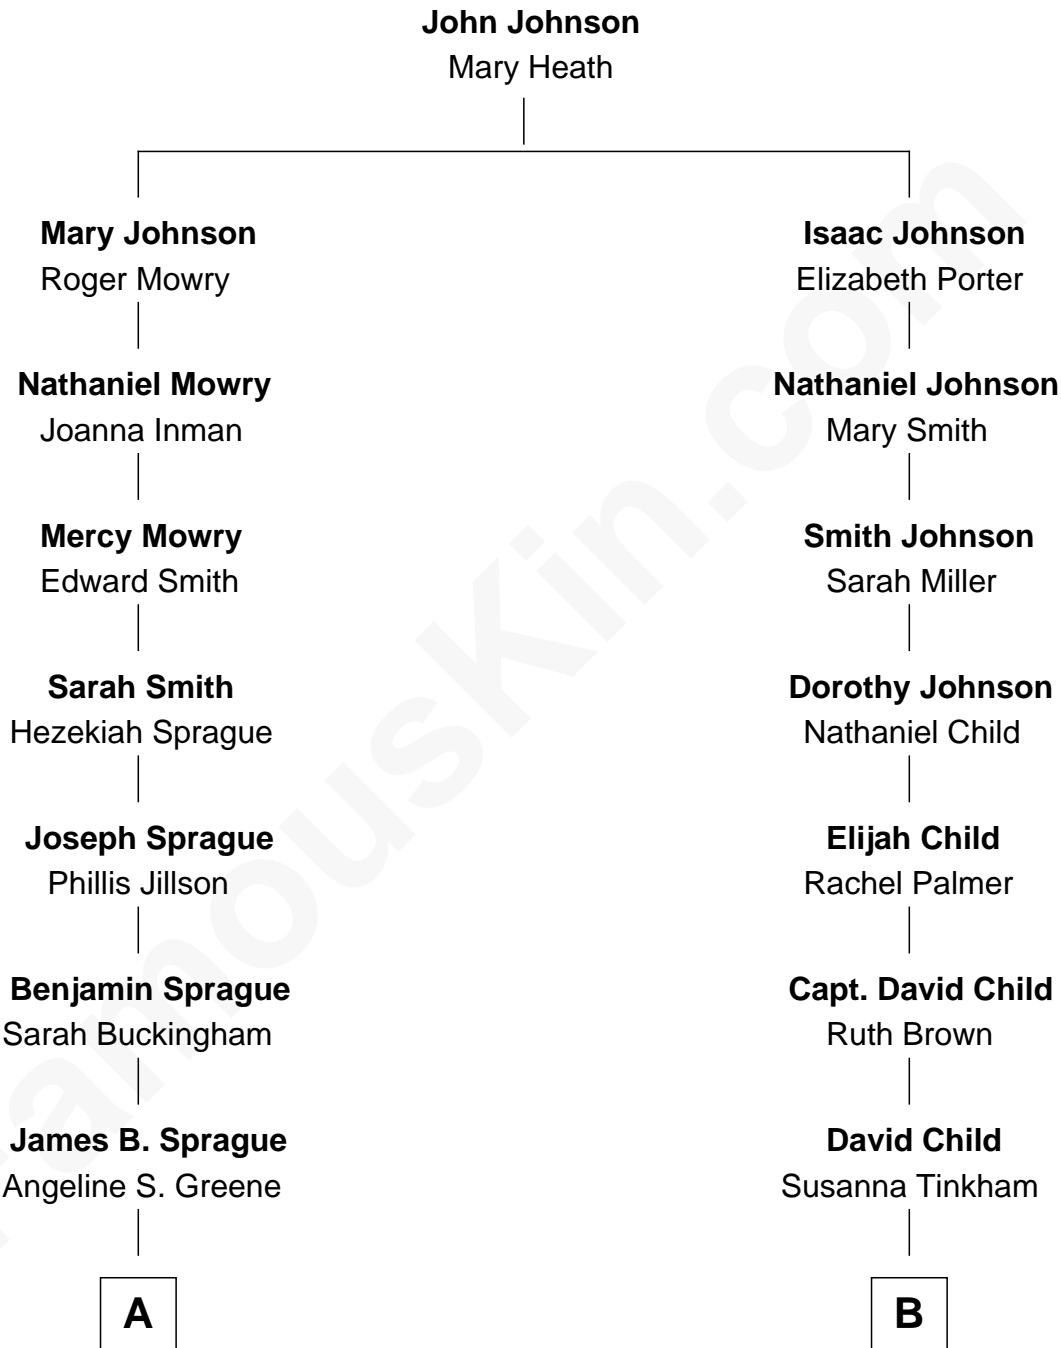 John Johnson
Mary Heath
Mary Johnson
Roger Mowry
Isaac Johnson
Elizabeth Porter
Nathaniel Mowry
Joanna Inman
Nathaniel Johnson
Mary Smith
Mercy Mowry
Edward Smith
Smith Johnson
Sarah Miller
Sarah Smith
Hezekiah Sprague
Dorothy Johnson
Nathaniel Child
Joseph Sprague
Phillis Jillson
Elijah Child
Rachel Palmer
Benjamin Sprague
Sarah Buckingham
Capt. David Child
Ruth Brown
James B. Sprague
Angeline S. Greene
David Child
Susanna Tinkham
A
B
FamousKin.com